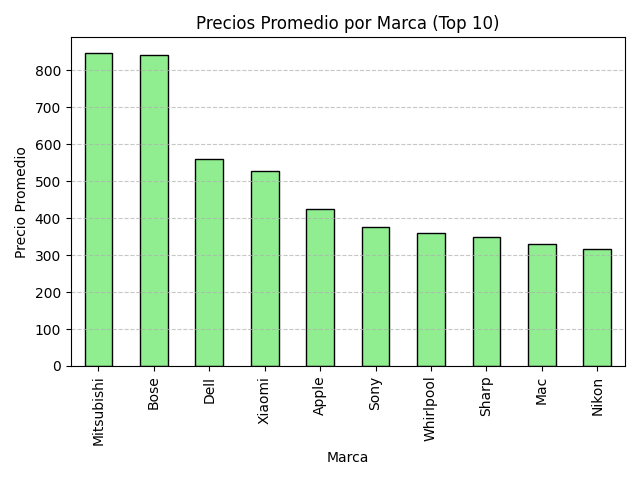 Precios Promedio por Marca (Top 10)
Precio Promedio
800
700
600
500
400
300
200
100
0
Mitsubishi
Bose
Dell
Xiaomi
Apple
Sony
Whirlpool
Sharp
Mac
Nikon
Marca